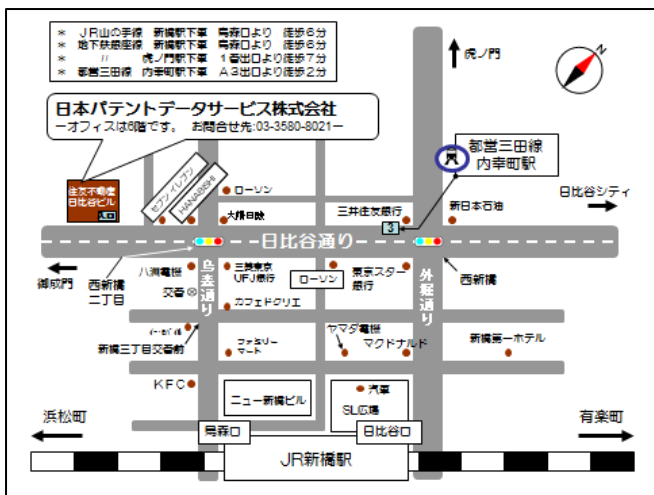 * JR山の手線 新橋駅下車 烏森口より 徒歩6分
* 地下鉄銀座線 新橋駅下車 烏森口より 徒歩6分
* 〃 虎ノ門駅下車 1番出口より徒歩7分
* 都営三田線 内幸町駅下車 A3出口より徒歩2分
虎ノ門
N
日本パテントデータサービス株式会社
ーオフィスは6階です。 お問合せ先:03-3580-8021ー
都営三田線
内幸町駅
住友不動産
日比谷ビル
入口
セブンイレブン
HANABISHI
ローソン
大陽日酸
三井住友銀行
3
新日本石油
日比谷シティ
日比谷通り
御成門
西新橋
二丁目
八洲電機
交番
烏森通り
三菱東京
UFJ銀行
カフェドクリエ
ローソン
東京スター
銀行
外堀通り
西新橋
新橋三丁目交番前
ファミリー
マート
ヤマダ電機
マクドナルド
新橋第一ホテル
KFC
ニュー新橋ビル
汽車
SL広場
浜松町
烏森口
日比谷口
有楽町
JR新橋駅